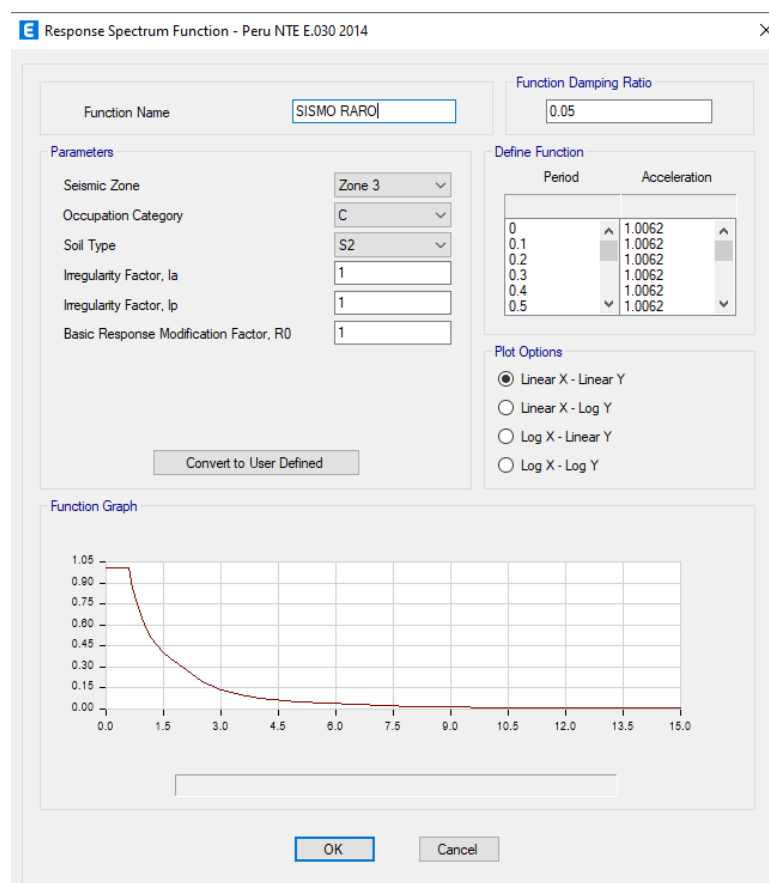 E Response Spectrum Function - Peru NTE E.030 2014
Function Name
SISMO RARO
Function Damping Ratio
0.05
Parameters
Seismic Zone
Zone 3
Occupation Category
C
Soil Type
S2
Irregularity Factor, Ia
1
Irregularity Factor, Ip
1
Basic Response Modification Factor, R0
1
Convert to User Defined
Define Function
Period Acceleration
0 1.0062
0.1 1.0062
0.2 1.0062
0.3 1.0062
0.4 1.0062
0.5 1.0062
Plot Options
Linear X - Linear Y
Linear X - Log Y
Log X - Linear Y
Log X - Log Y
Function Graph
1.05
0.90
0.75
0.60
0.45
0.30
0.15
0.00
0.0 1.5 3.0 4.5 6.0 7.5 9.0 10.5 12.0 13.5 15.0
OK Cancel